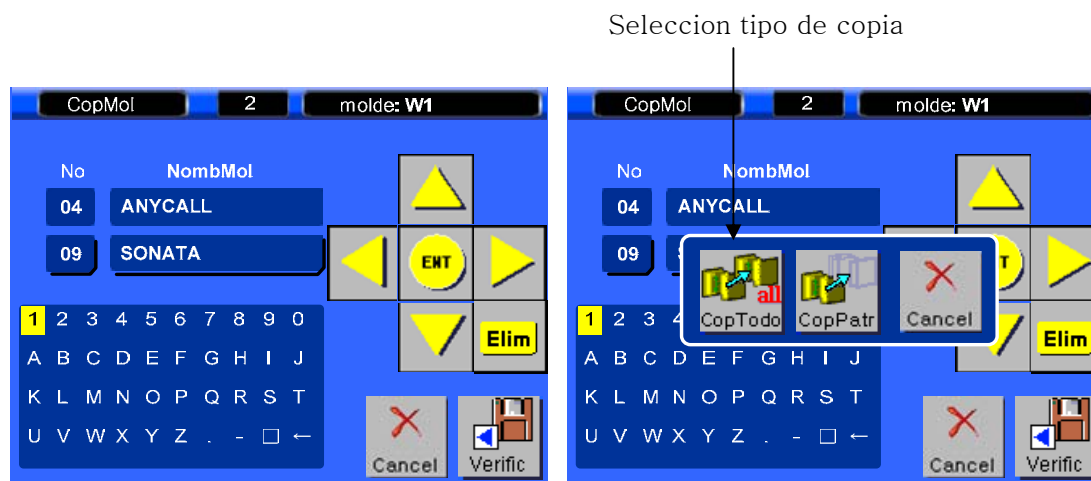 Seleccion tipo de copia
CopMol 2 molde: W1
No NombMol
04 ANYCALL
09 SONATA
ENT
1 2 3 4 5 6 7 8 9 0
Elim
A B C D E F G H I J
K L M N O P Q R S T
U V W X Y Z . - □ ←
Cancel Verific
CopMol 2 molde: W1
No NombMol
04 ANYCALL
09
T
all
CopTodo CopPatr Cancel
1 2 3 4
Elim
A B C D E F G H I J
K L M N O P Q R S T
U V W X Y Z . - □ ←
Cancel Verific